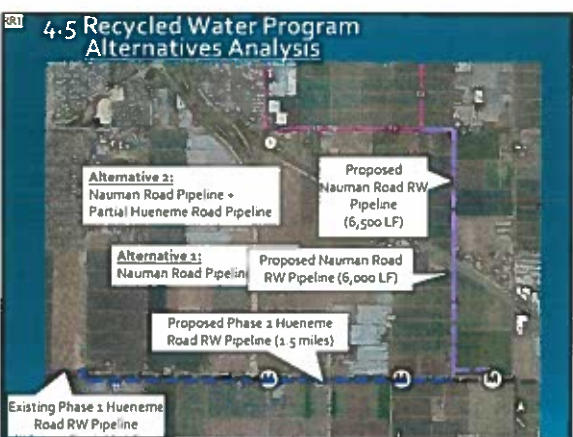 RR1
4.5 Recycled Water Program
Alternatives Analysis
Alternative 2:
Nauman Road Pipeline +
Partial Hueneme Road Pipeline
Proposed
Nauman Road RW
Pipeline
(6,500 LF)
Alternative 1:
Nauman Road Pipelin
Proposed Nauman Road
RW Pipeline (6,000 LF)
Proposed Phase 2 Hueneme
Road RW Pipeline (1.5 miles)
Existing Phase 1 Hueneme
Road RW Pipeline